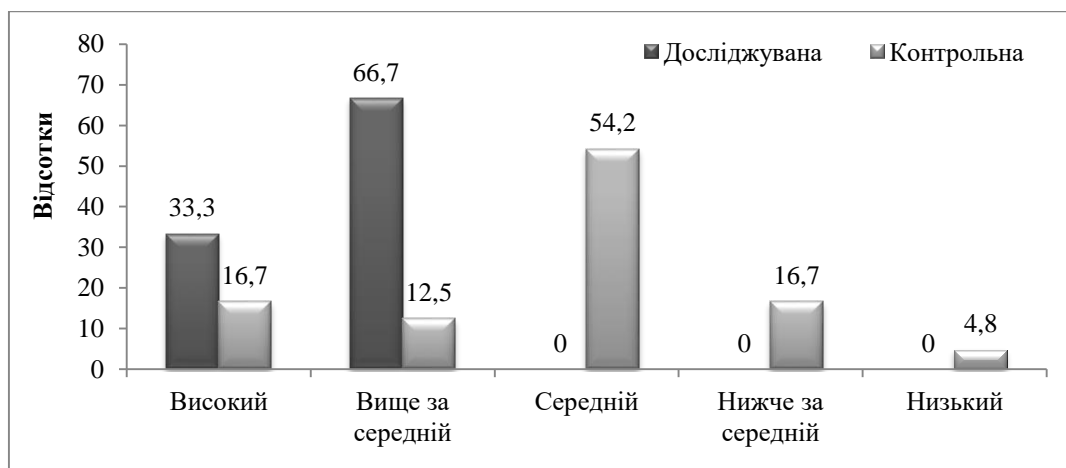 Відсотки
80
70
60
50
40
30
20
10
0
Досліджувана
Контрольна
33,3
16,7
66,7
12,5
0
54,2
0
16,7
0
4,8
Високий
Вище за
середній
Середній
Нижче за
середній
Низький